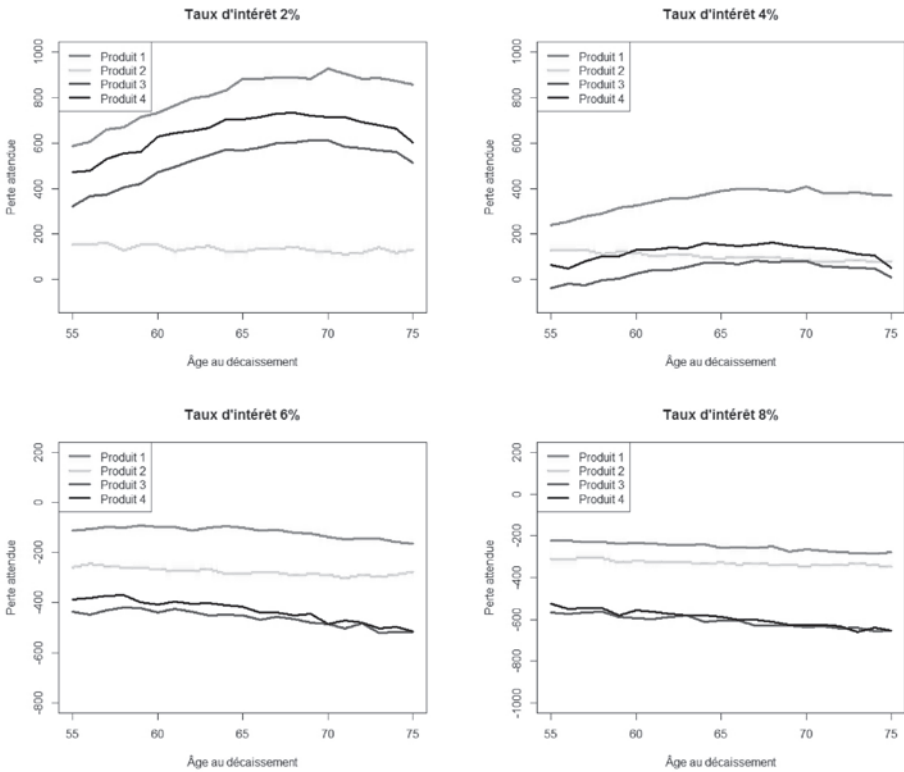 Taux d'intérêt 2%
Produit 1
Produit 2
Produit 3
Produit 4
Perte attendue
1000
800
600
400
200
0
55
60
65
70
75
Âge au décaissement
Taux d'intérêt 4%
Produit 1
Produit 2
Produit 3
Produit 4
Perte attendue
1000
800
600
400
200
0
55
60
65
70
75
Âge au décaissement
Taux d'intérêt 6%
Produit 1
Produit 2
Produit 3
Produit 4
Perte attendue
200
0
-200
-400
-600
-800
55
60
65
70
75
Âge au décaissement
Taux d'intérêt 8%
Produit 1
Produit 2
Produit 3
Produit 4
Perte attendue
200
0
-200
-400
-600
-800
-1000
55
60
65
70
75
Âge au décaissement